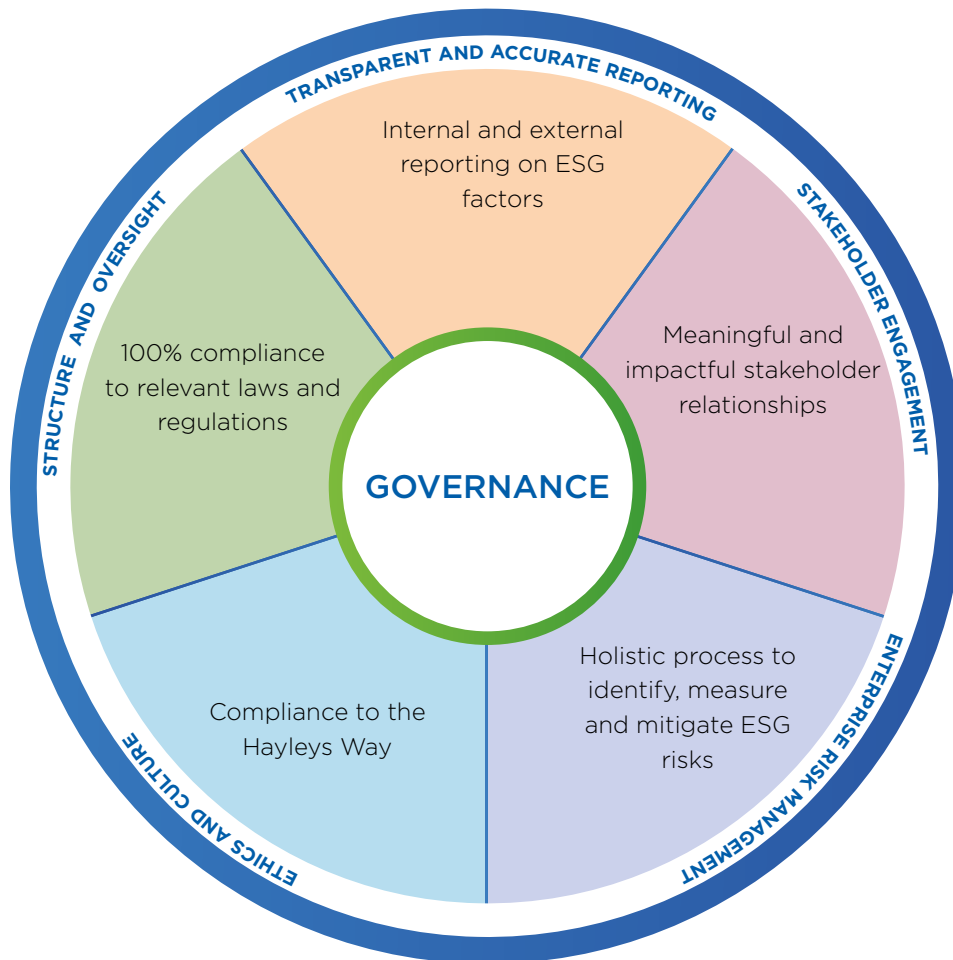 TRANSPARENT AND ACCURATE REPORTING
Internal and external
reporting on ESG
factors
STAKEHOLDER ENGAGEMENT
Meaningful and
impactful stakeholder
relationships
ENTERPRISE RISK MANAGEMENT
Holistic process to
identify, measure
and mitigate ESG
risks
ETHICS AND CULTURE
Compliance to the
Hayleys Way
STRUCTURE AND OVERSIGHT
100% compliance
to relevant laws and
regulations
GOVERNANCE